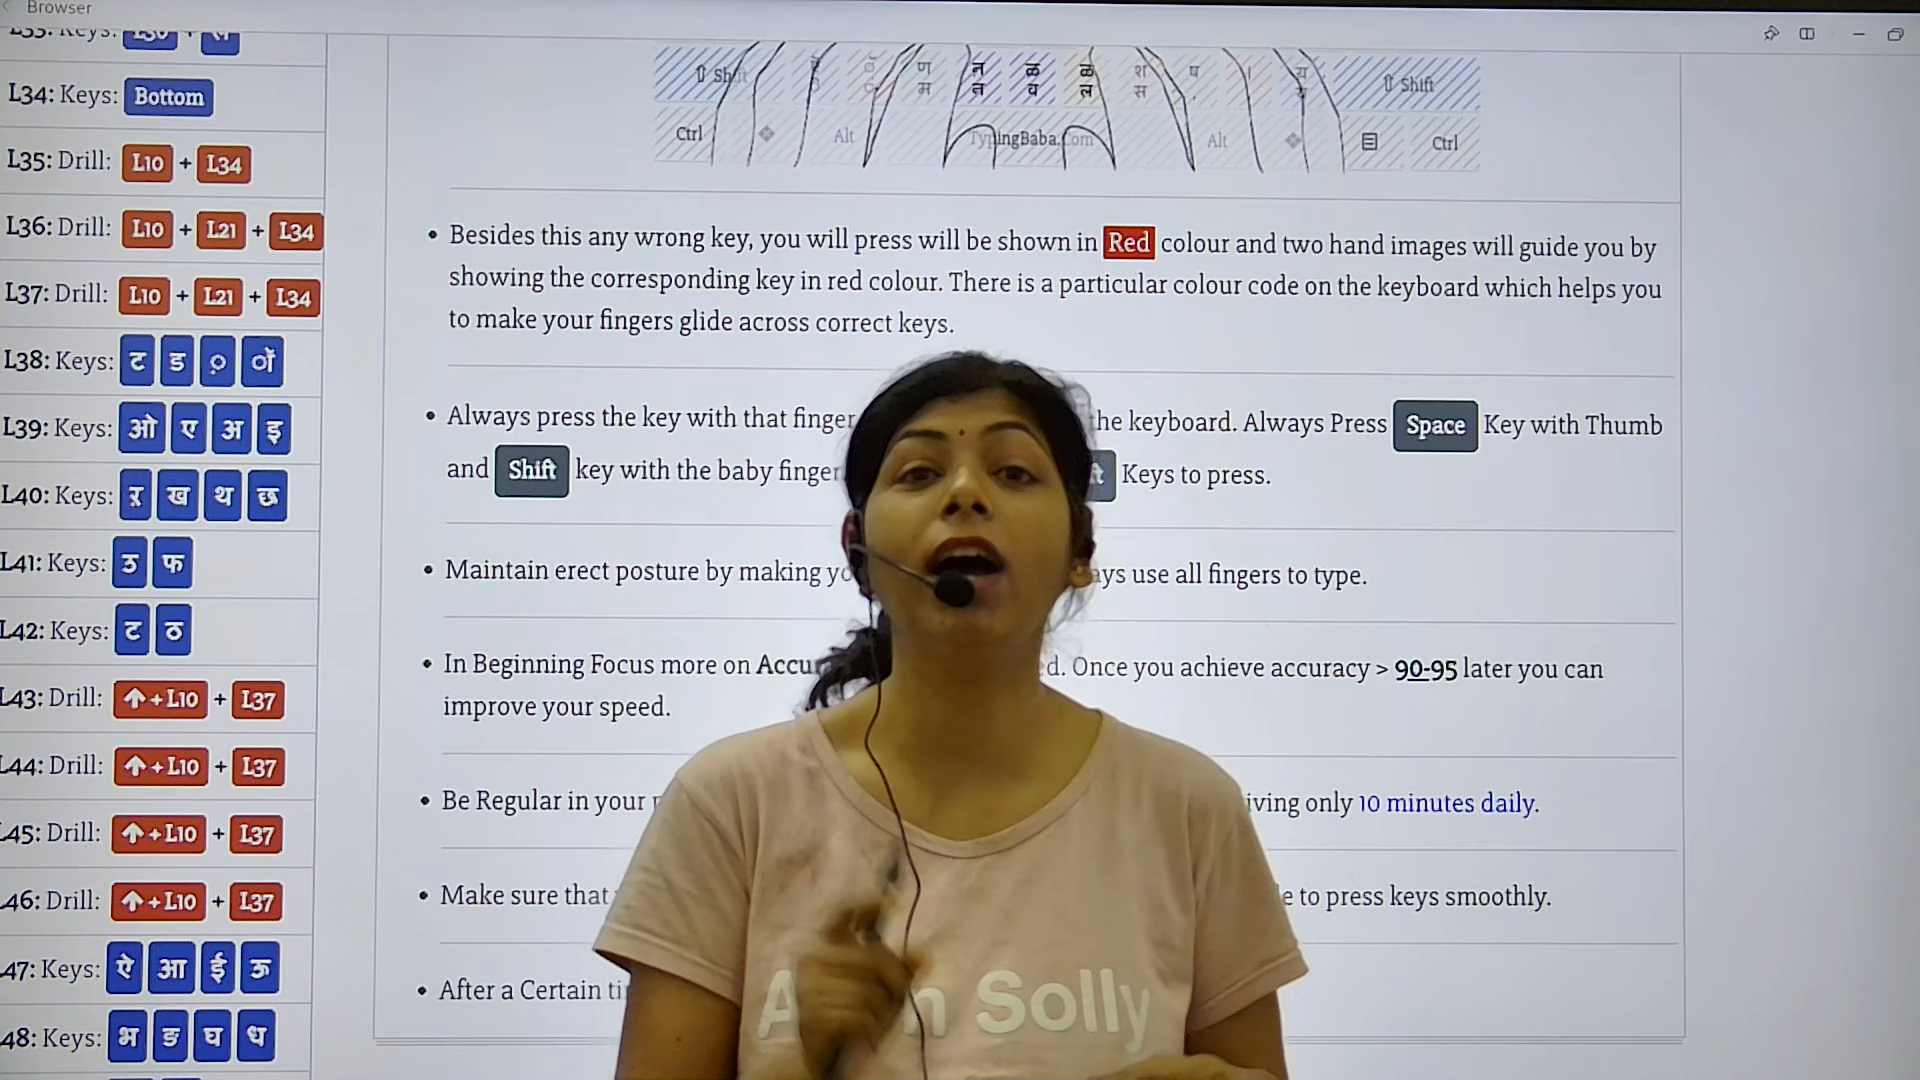 Browser
L34: Keys: Bottom
L35: Drill: L10 + L34
L36: Drill: L10 + L21 + L34
L37: Drill: L10 + L21 + L34
L38: Keys: ट ड ़ ॉ
L39: Keys: ओ ए अ इ
L40: Keys: ऱ ख थ छ
L41: Keys: उ फ
L42: Keys: ट ठ
L43: Drill: ↑+L10 + L37
L44: Drill: ↑+L10 + L37
L45: Drill: ↑+L10 + L37
L46: Drill: ↑+L10 + L37
L47: Keys: ऐ आ ई ऊ
L48: Keys: भ ङ घ ध
⇧ Shift ण न श ⇧ Shift
म न व ल स
Ctrl Alt TypingBaba.Com Alt Ctrl
• Besides this any wrong key, you will press will be shown in Red colour and two hand images will guide you by
showing the corresponding key in red colour. There is a particular colour code on the keyboard which helps you
to make your fingers glide across correct keys.
• Always press the key with that finger the keyboard. Always Press Space Key with Thumb
and Shift key with the baby finger. Keys to press.
• Maintain erect posture by making use all fingers to type.
• In Beginning Focus more on Once you achieve accuracy > 90-95 later you can
improve your speed.
• Be Regular in your only 10 minutes daily.
• Make sure that to press keys smoothly.
• After a Certain
Solly